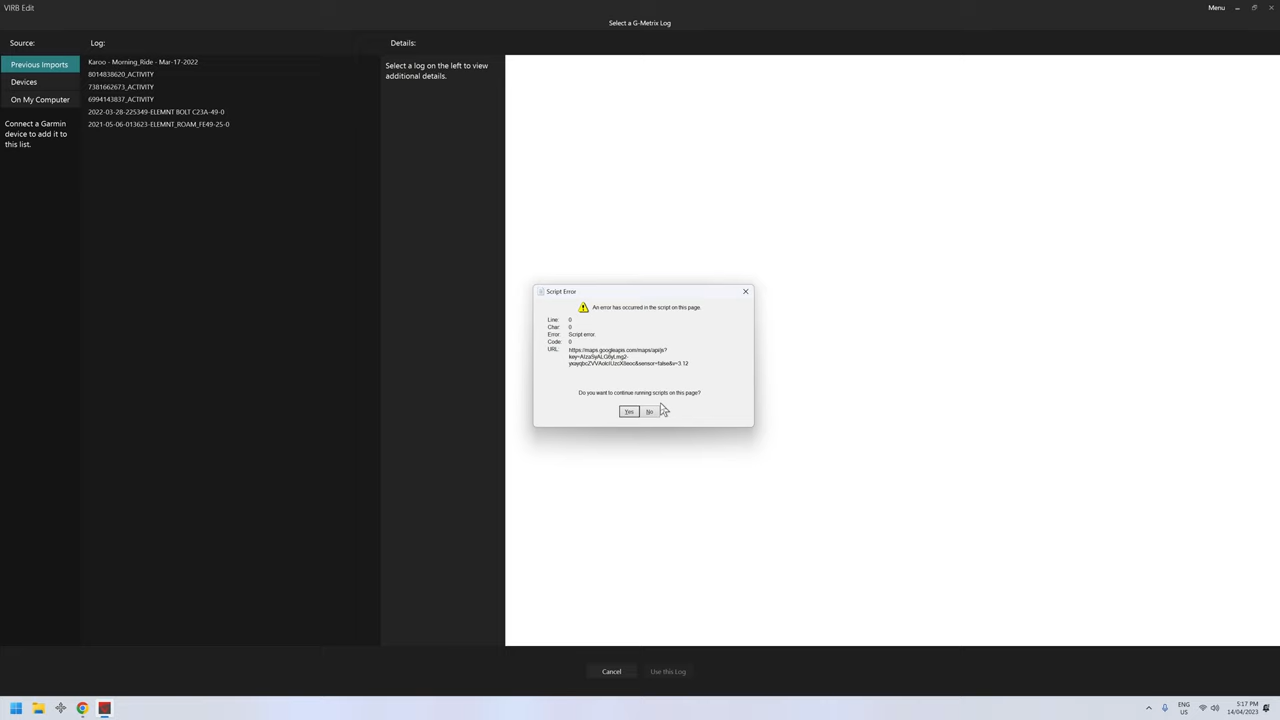 VIRB Edit
Menu
Select a G-Metrix Log
Source:
Log:
Details:
Previous Imports
Devices
On My Computer
Connect a Garmin
device to add it to
this list.
Karoo - Morning_Ride - Mar-17-2022
8014838620_ACTIVITY
7381662673_ACTIVITY
6994143837_ACTIVITY
2022-03-28-225349-ELEMNT BOLT C23A-49-0
2021-05-06-013623-ELEMNT_ROAM_FE49-25-0
Select a log on the left to view
additional details.
Script Error
An error has occurred in the script on this page.
Line: 0
Char: 0
Error: Script error.
Code: 0
URL: https://maps.googleapis.com/maps/api/js?
Do you want to continue running scripts on this page?
Yes No
Cancel Use this Log
ENG
US
5:17 PM
14/04/2023